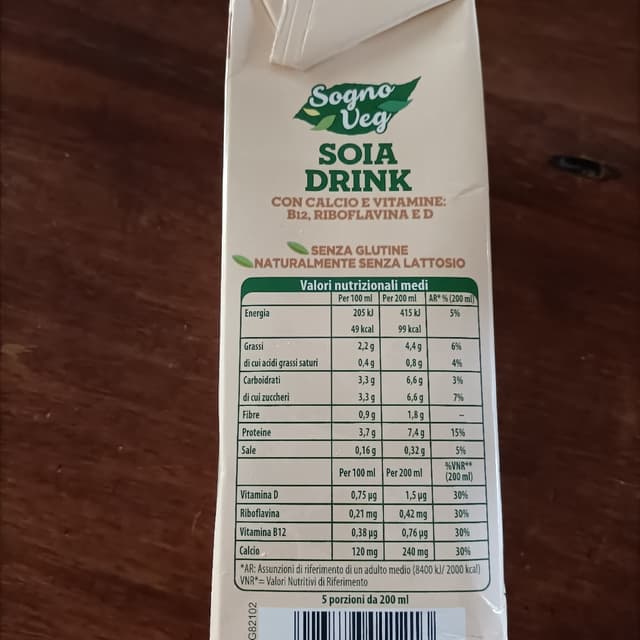 Sogno
Veg
SOIA
DRINK
CON CALCIO E VITAMINE:
B12, RIBOFLAVINA E D
SENZA GLUTINE
NATURALMENTE SENZA LATTOSIO
Valori nutrizionali medi
Per 100 ml Per 200 ml AR* % (200 ml)
Energia 205 kJ 415 kJ 5%
49 kcal 99 kcal
Grassi 2,2 g 4,4 g 6%
di cui acidi grassi saturi 0,4 g 0,8 g 4%
Carboidrati 3,3 g 6,6 g 3%
di cui zuccheri 3,3 g 6,6 g 7%
Fibre 0,9 g 1,8 g –
Proteine 3,7 g 7,4 g 15%
Sale 0,16 g 0,32 g 5%
Per 100 ml Per 200 ml %VNR** (200 ml)
Vitamina D 0,75 µg 1,5 µg 30%
Riboflavina 0,21 mg 0,42 mg 30%
Vitamina B12 0,38 µg 0,76 µg 30%
Calcio 120 mg 240 mg 30%
*AR: Assunzioni di riferimento di un adulto medio (8400 kJ/ 2000 kcal)
VNR*= Valori Nutritivi di Riferimento
5 porzioni da 200 ml
G82102